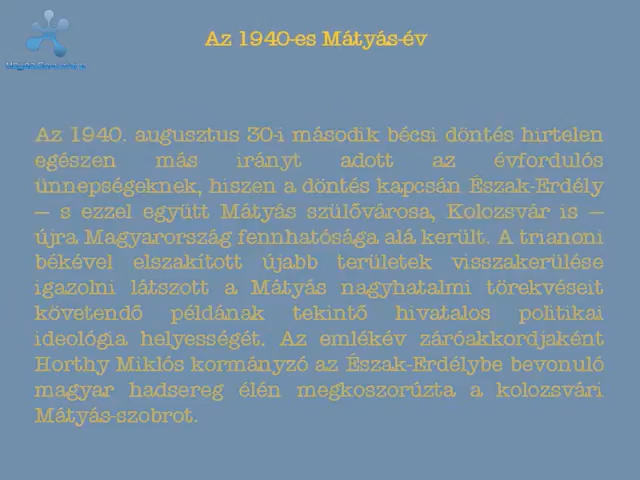 Az 1940-es Mátyás-év
Az 1940. augusztus 30-i második bécsi döntés hirtelen
egészen más irányt adott az évfordulós
ünnepségeknek, hiszen a döntés kapcsán Észak-Erdély
— s ezzel együtt Mátyás szülővárosa, Kolozsvár is —
újra Magyarország fennhatósága alá került. A trianoni
békével elszakított újabb területek visszakerülése
igazolni látszott a Mátyás nagyhatalmi törekvéseit
követendő példának tekintő hivatalos politikai
ideológia helyességét. Az emlékév záróakkordjaként
Horthy Miklós kormányzó az Észak-Erdélybe bevonuló
magyar hadsereg élén megkoszorúzta a kolozsvári
Mátyás-szobrot.